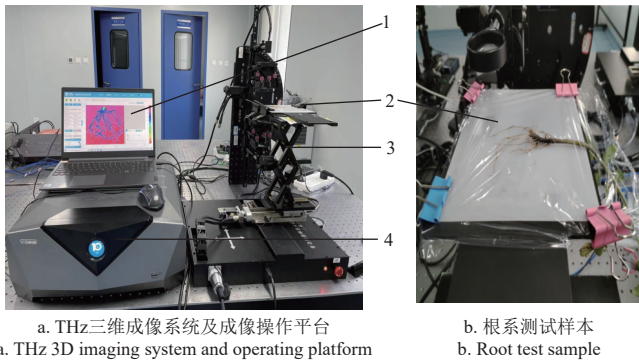 1
2
3
4
a. THz三维成像系统及成像操作平台
a. THz 3D imaging system and operating platform
b. 根系测试样本
b. Root test sample